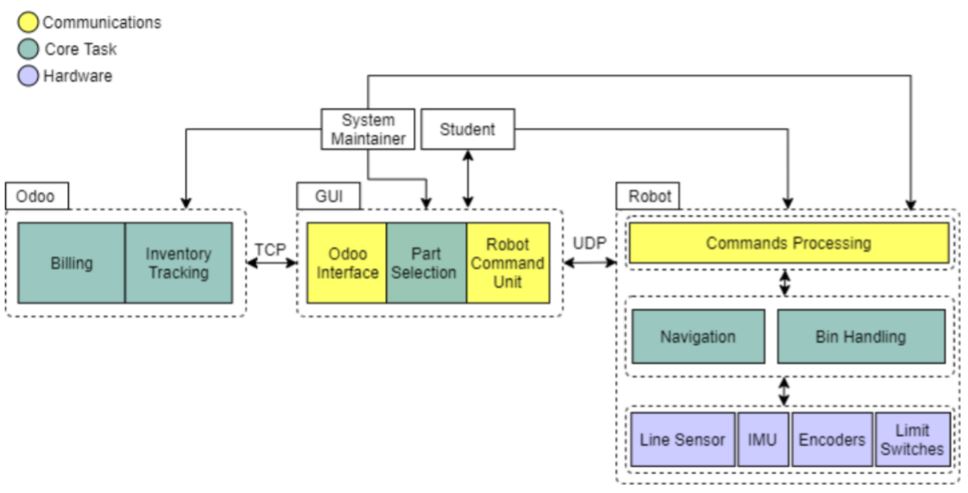 Communications
Core Task
Hardware
System
Maintainer
Student
Odoo
GUI
Robot
Billing
Inventory
Tracking
TCP
Odoo
Interface
Part
Selection
Robot
Command
Unit
UDP
Commands Processing
Navigation
Bin Handling
Line Sensor
IMU
Encoders
Limit
Switches